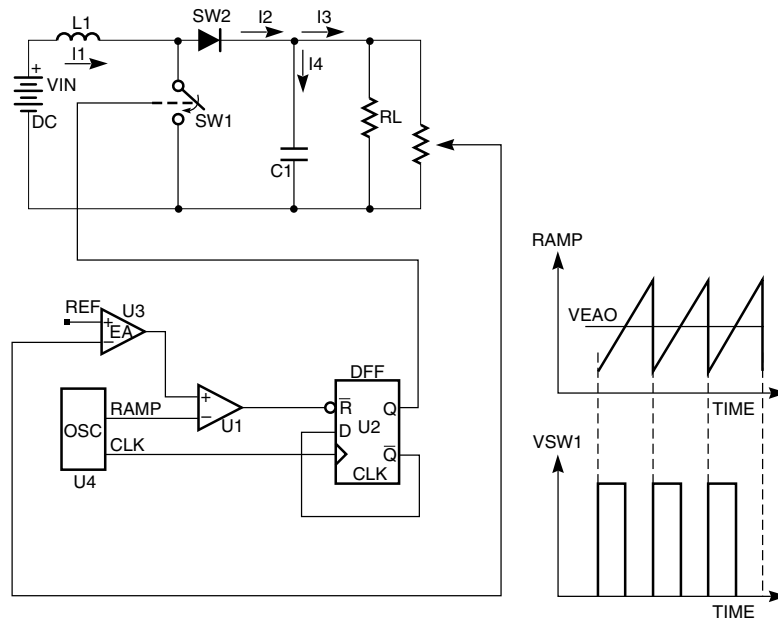 L1
SW2
I2
I3
I1
I4
+
VIN
DC
SW1
RL
C1
REF
U3
+
EA
−
DFF
RAMP
+
−
U1
R̅
Q
D
U2
OSC
CLK
Q̅
CLK
U4
RAMP
VEAO
TIME
VSW1
TIME